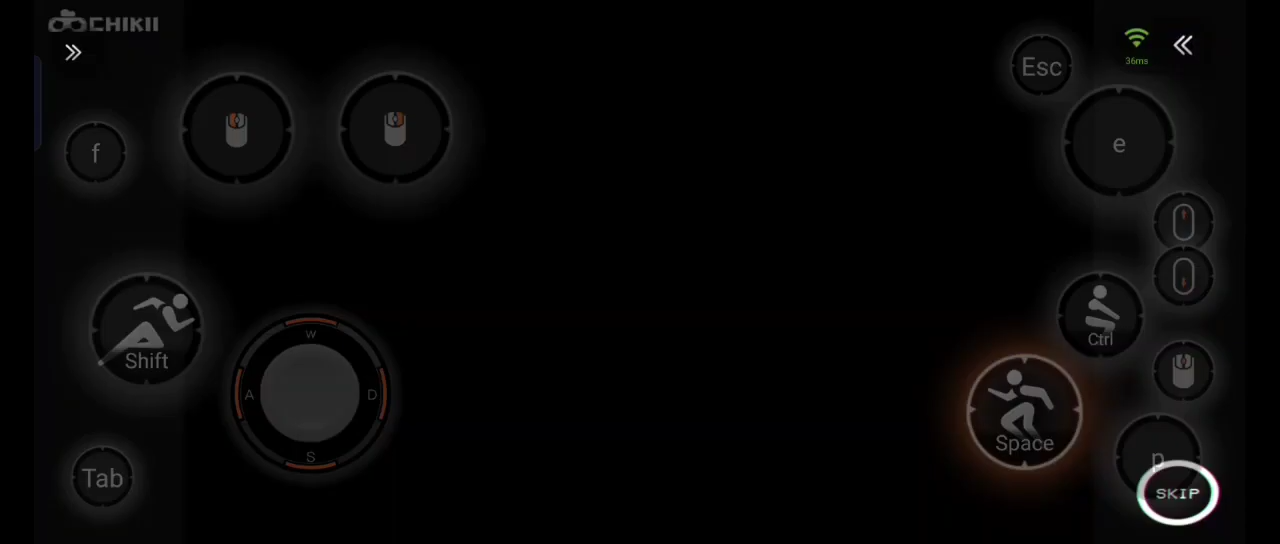 CHIKII
36ms
Esc
e
f
Shift
W
A
D
S
Ctrl
Space
Tab
p
SKIP